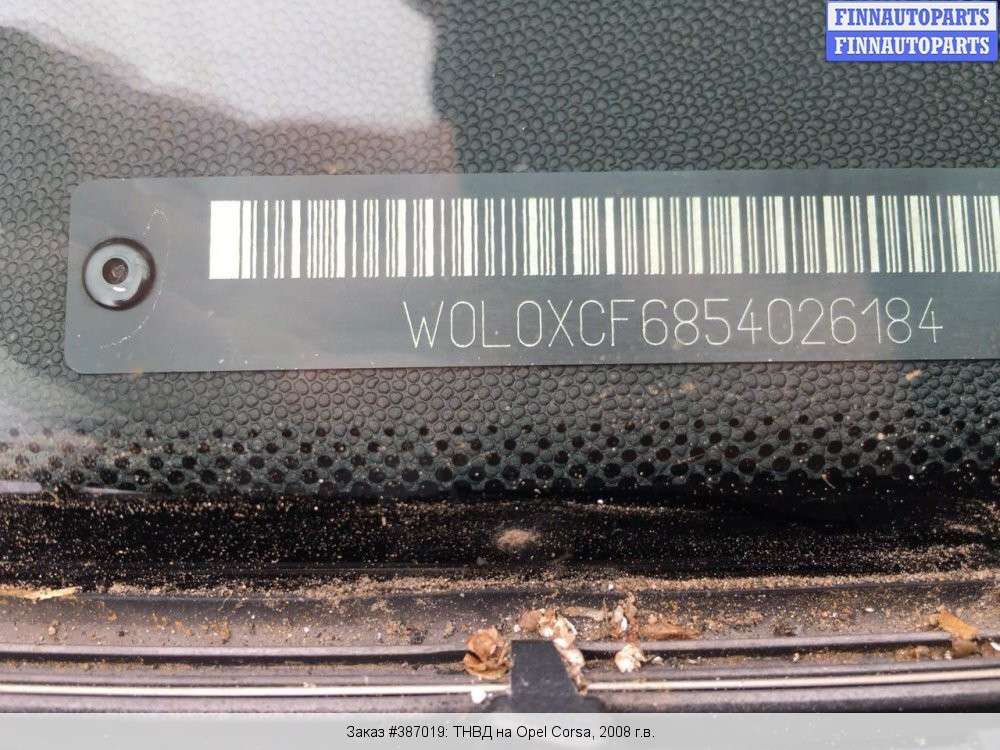 FINNAUTOPARTS
FINNAUTOPARTS
W0L0XCF6854026184
Заказ #387019: ТНВД на Opel Corsa, 2008 г.в.